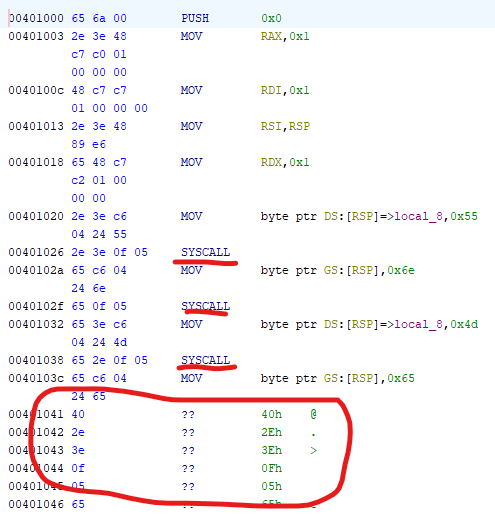 00401000 65 6a 00 PUSH 0x0
00401003 2e 3e 48 MOV RAX,0x1
c7 c0 01
00 00 00
0040100c 48 c7 c7 MOV RDI,0x1
01 00 00 00
00401013 2e 3e 48 MOV RSI,RSP
89 e6
00401018 65 48 c7 MOV RDX,0x1
c2 01 00
00 00
00401020 2e 3e c6 MOV byte ptr DS:[RSP]=>local_8,0x55
04 24 55
00401026 2e 3e 0f 05 SYSCALL
0040102a 65 c6 04 MOV byte ptr GS:[RSP],0x6e
24 6e
0040102f 65 0f 05 SYSCALL
00401032 65 3e c6 MOV byte ptr DS:[RSP]=>local_8,0x4d
04 24 4d
00401038 65 2e 0f 05 SYSCALL
0040103c 65 c6 04 MOV byte ptr GS:[RSP],0x65
24 65
00401041 40 ?? 40h @
00401042 2e ?? 2Eh .
00401043 3e ?? 3Eh >
00401044 0f ?? 0Fh
00401045 05 ?? 05h
00401046 65 ?? 65h